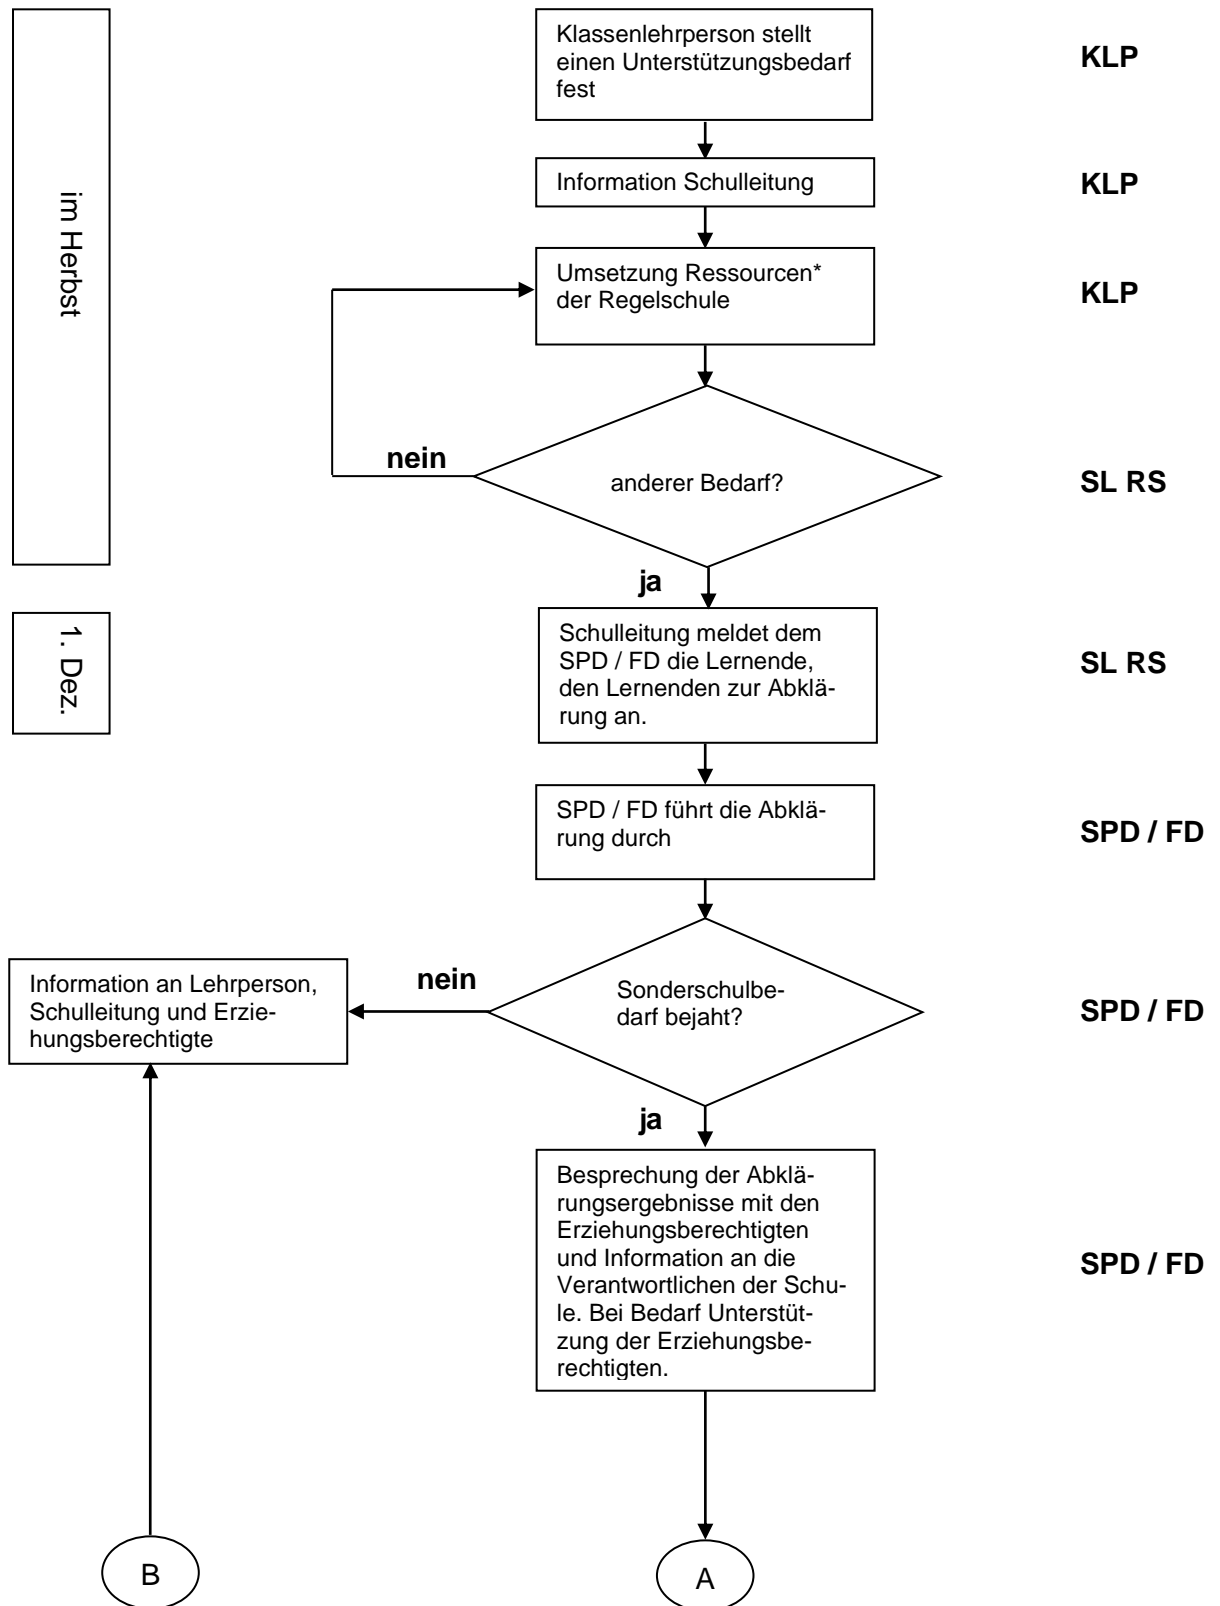 Klassenlehrperson stellt
einen Unterstützungsbedarf
fest
KLP
Information Schulleitung
KLP
im Herbst
Umsetzung Ressourcen*
der Regelschule
KLP
nein
anderer Bedarf?
SL RS
ja
1. Dez.
Schulleitung meldet dem
SPD / FD die Lernende,
den Lernenden zur Abklä-
rung an.
SL RS
SPD / FD führt die Abklä-
rung durch
SPD / FD
Information an Lehrperson,
Schulleitung und Erzie-
hungsberechtigte
nein
Sonderschulbe-
darf bejaht?
SPD / FD
ja
Besprechung der Abklä-
rungsergebnisse mit den
Erziehungsberechtigten
und Information an die
Verantwortlichen der Schu-
le. Bei Bedarf Unterstüt-
zung der Erziehungsbe-
rechtigten.
SPD / FD
B
A